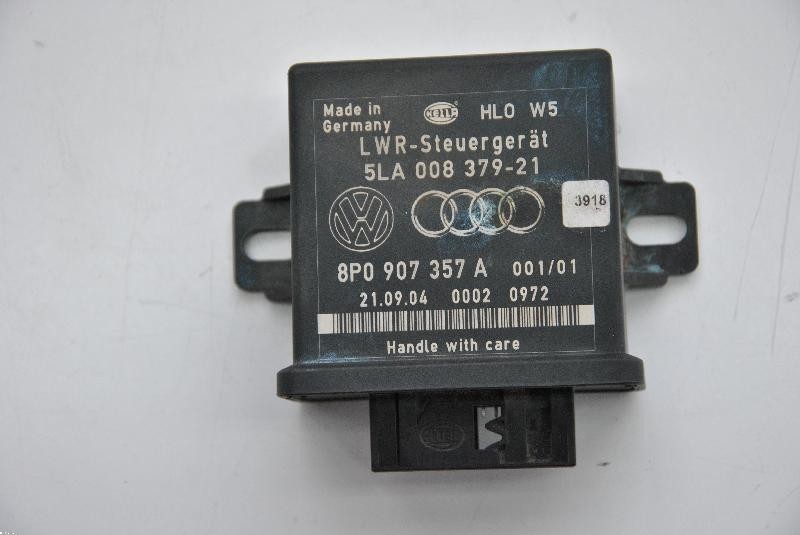 Made in
Germany
HELLA
HLO W5
LWR-Steuergerät
5LA 008 379-21
3918
8P0 907 357 A 001/01
21.09.04 0002 0972
Handle with care
HELLA